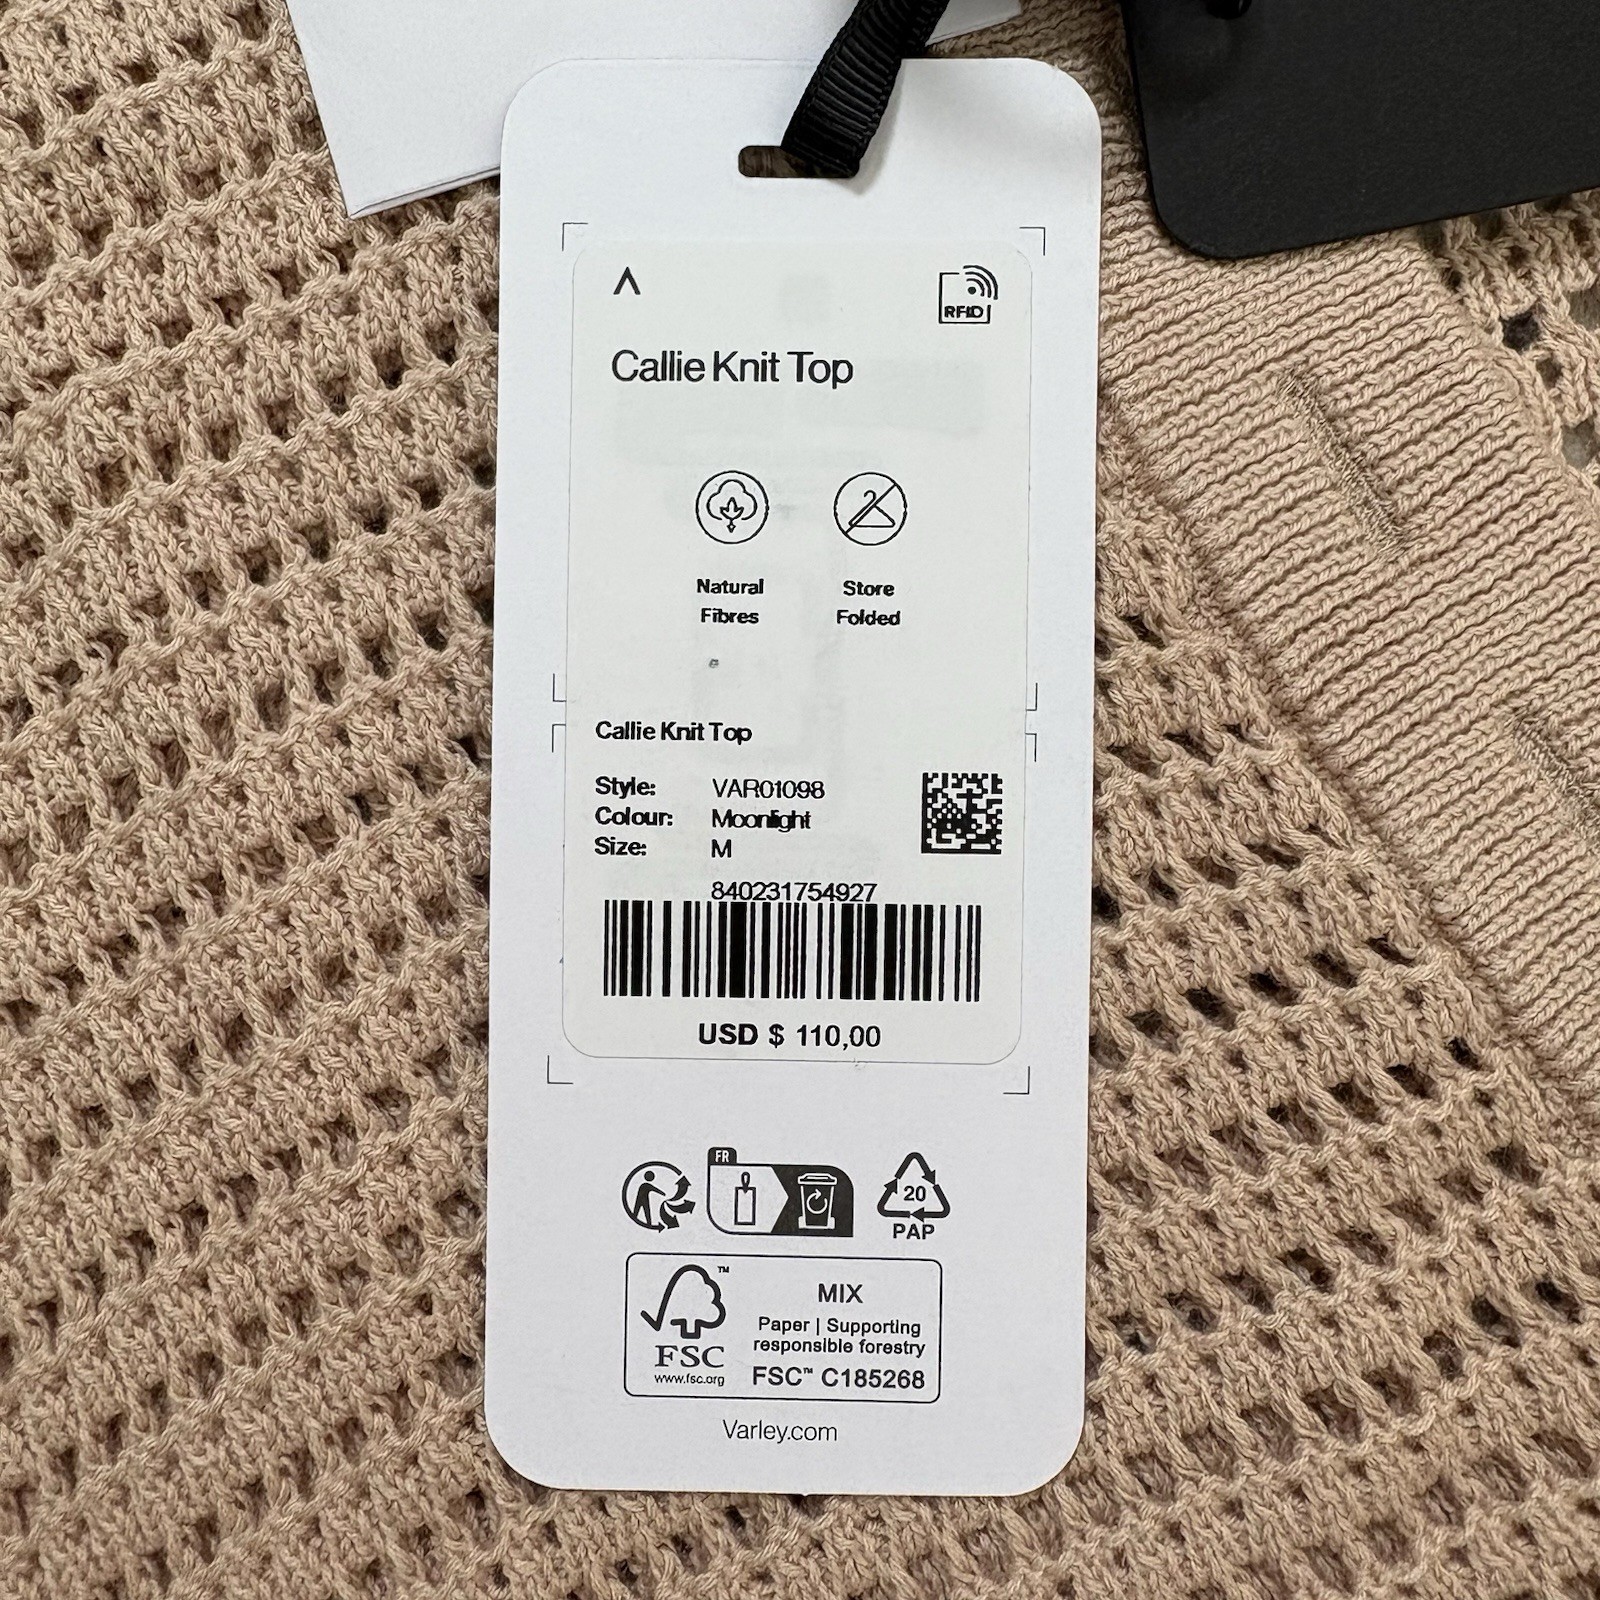 RFID
Callie Knit Top
Natural
Fibres
Store
Folded
Callie Knit Top
Style: VAR01098
Colour: Moonlight
Size: M
840231754927
USD $ 110,00
FR
20
PAP
FSC™
www.fsc.org
MIX
Paper | Supporting
responsible forestry
FSC™ C185268
Varley.com